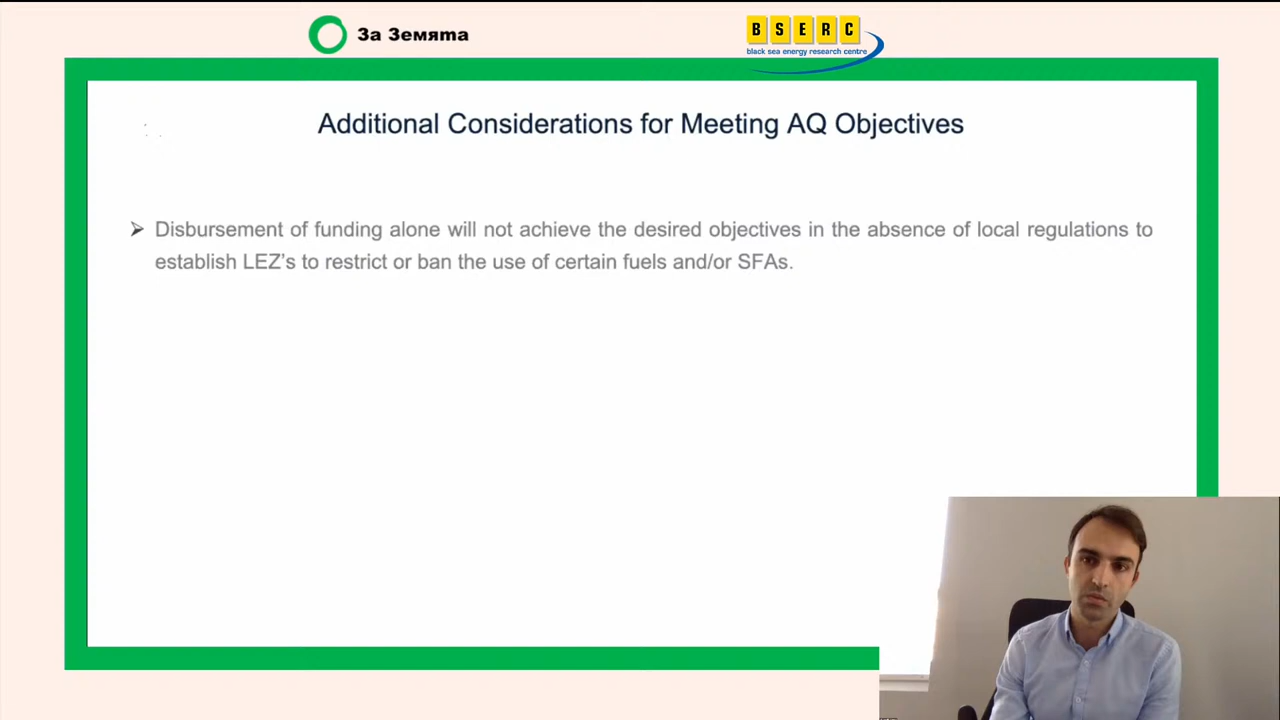 За Земята
BSERC
black sea energy research centre
Additional Considerations for Meeting AQ Objectives
Disbursement of funding alone will not achieve the desired objectives in the absence of local regulations to
establish LEZ's to restrict or ban the use of certain fuels and/or SFAs.